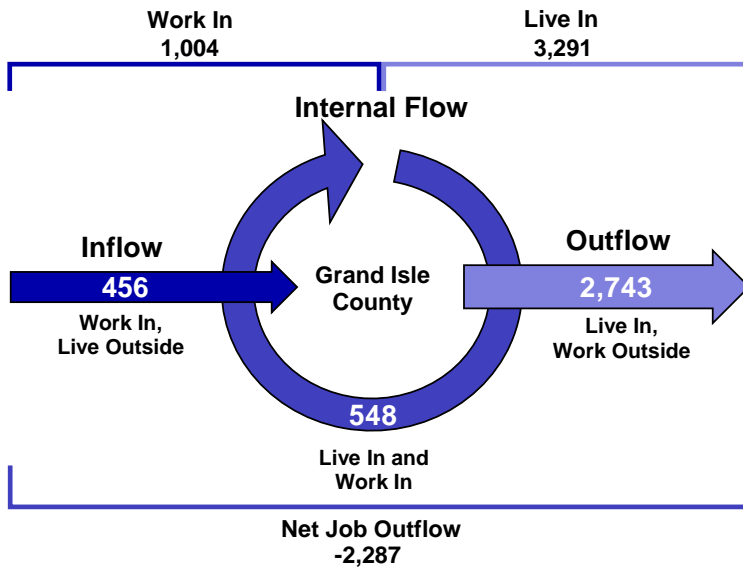 Work In
1,004
Live In
3,291
Internal Flow
Inflow
456
Work In,
Live Outside
Grand Isle
County
Outflow
2,743
Live In,
Work Outside
548
Live In and
Work In
Net Job Outflow
-2,287